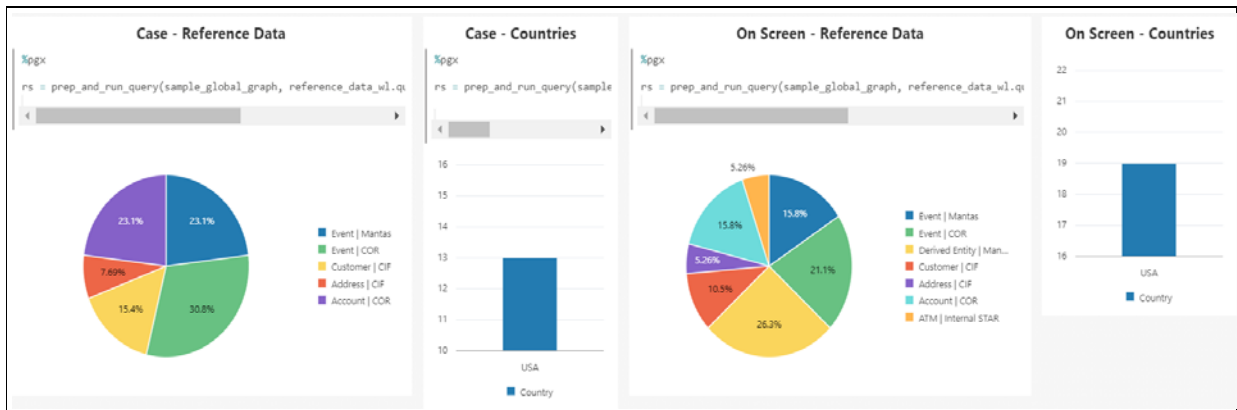 Case - Reference Data
%pgx
rs = prep_and_run_query(sample_global_graph, reference_data_wl.qu
23.1%
23.1%
7.69%
15.4%
30.8%
Event | Mantas
Event | COR
Customer | CIF
Address | CIF
Account | COR
Case - Countries
%pgx
rs = prep_and_run_query(sample
16
15
14
13
12
11
10
USA
Country
On Screen - Reference Data
%pgx
rs = prep_and_run_query(sample_global_graph, reference_data_wl.qu
5.26%
15.8%
15.8%
5.26%
21.1%
10.5%
26.3%
Event | Mantas
Event | COR
Derived Entity | Man...
Customer | CIF
Address | CIF
Account | COR
ATM | Internal STAR
On Screen - Countries
22
21
20
19
18
17
16
USA
Country